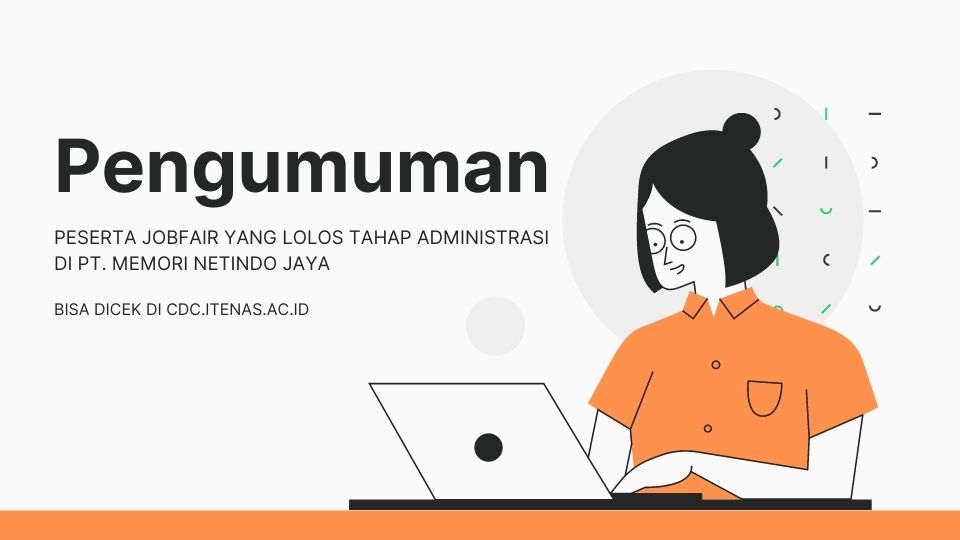 Pengumuman
PESERTA JOBFAIR YANG LOLOS TAHAP ADMINISTRASI
DI PT. MEMORI NETINDO JAYA
BISA DICEK DI CDC.ITENAS.AC.ID